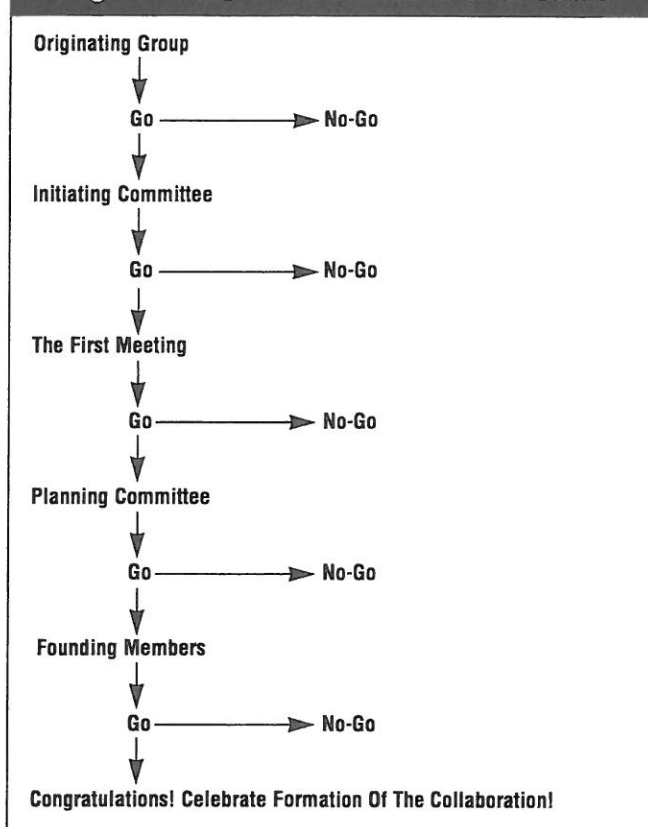 Originating Group
Go No-Go
Initiating Committee
Go No-Go
The First Meeting
Go No-Go
Planning Committee
Go No-Go
Founding Members
Go No-Go
Congratulations! Celebrate Formation Of The Collaboration!